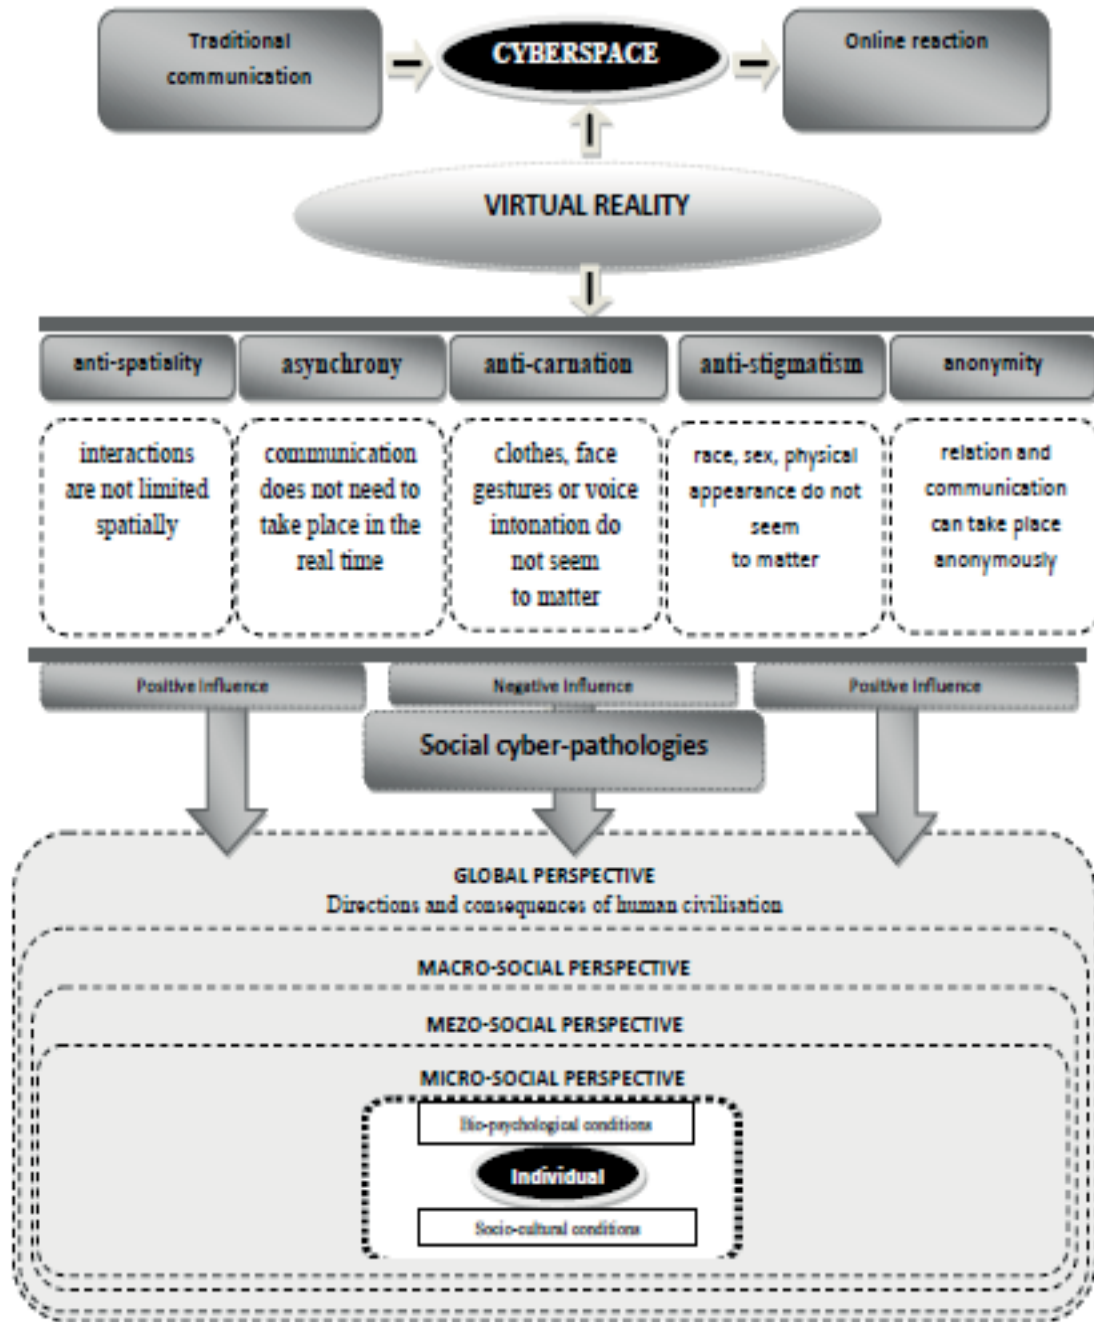 Traditional
communication
CYBERSPACE
Online reaction
VIRTUAL REALITY
anti-spatiality
asynchrony
anti-carnation
anti-stigmatism
anonymity
interactions
are not limited
spatially
communication
does not need to
take place in the
real time
clothes, face
gestures or voice
intonation do
not seem
to matter
race, sex, physical
appearance do not
seem
to matter
relation and
communication
can take place
anonymously
Positive Influence
Negative Influence
Positive Influence
Social cyber-pathologies
GLOBAL PERSPECTIVE
Directions and consequences of human civilisation
MACRO-SOCIAL PERSPECTIVE
MEZO-SOCIAL PERSPECTIVE
MICRO-SOCIAL PERSPECTIVE
Bio-psychological conditions
Individual
Socio-cultural conditions